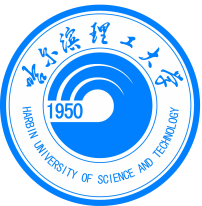 哈尔滨理工大学
1950
HARBIN UNIVERSITY OF SCIENCE AND TECHNOLOGY